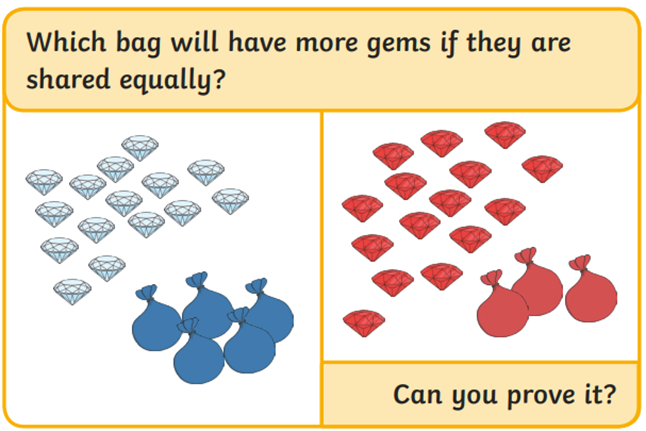 Which bag will have more gems if they are
shared equally?
Can you prove it?